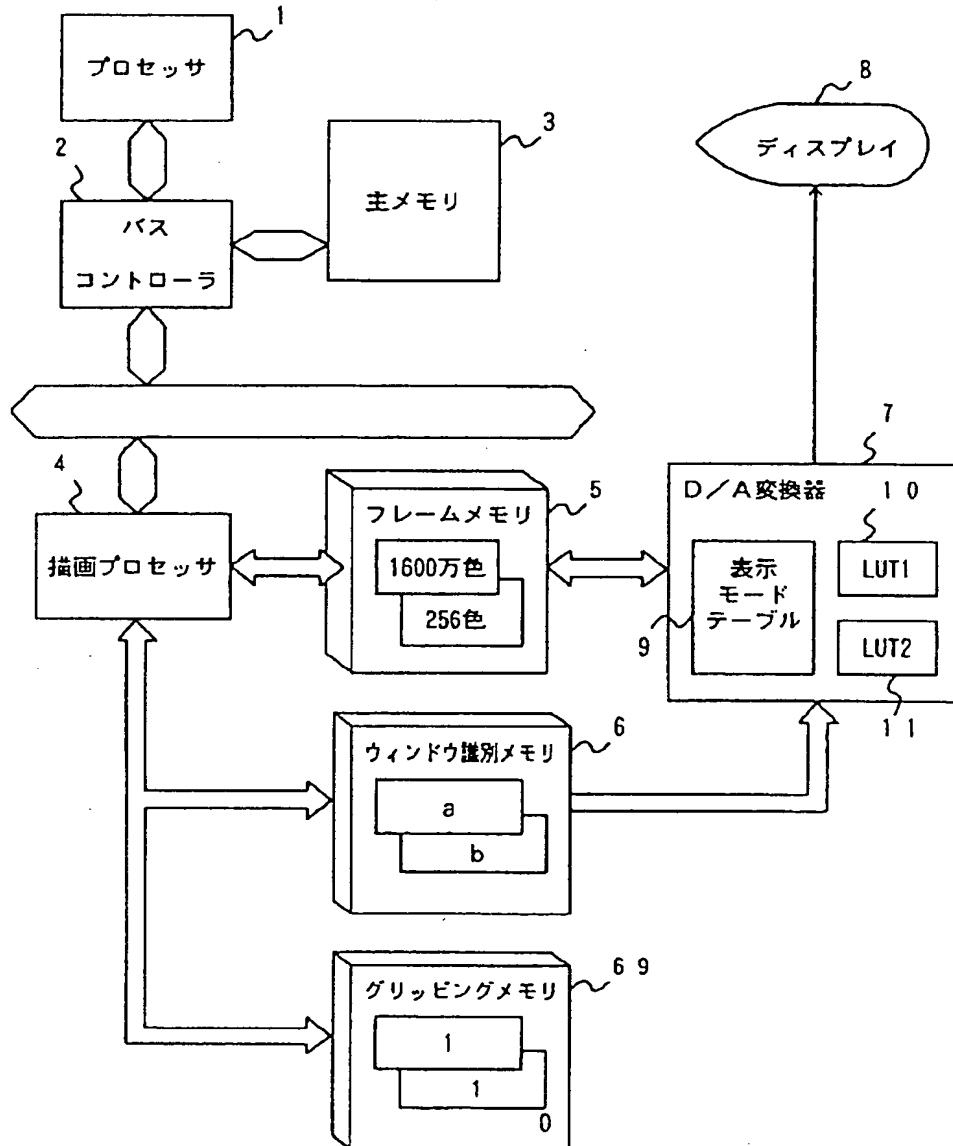 1
プロセッサ
2
バス
コントローラ
3
主メモリ
8
ディスプレイ
4
描画プロセッサ
5
フレームメモリ
1600万色
256色
7
D/A変換器
10
表示
モード
テーブル
9
LUT1
LUT2
11
6
ウィンドウ識別メモリ
a
b
69
グリッピングメモリ
1
1
0